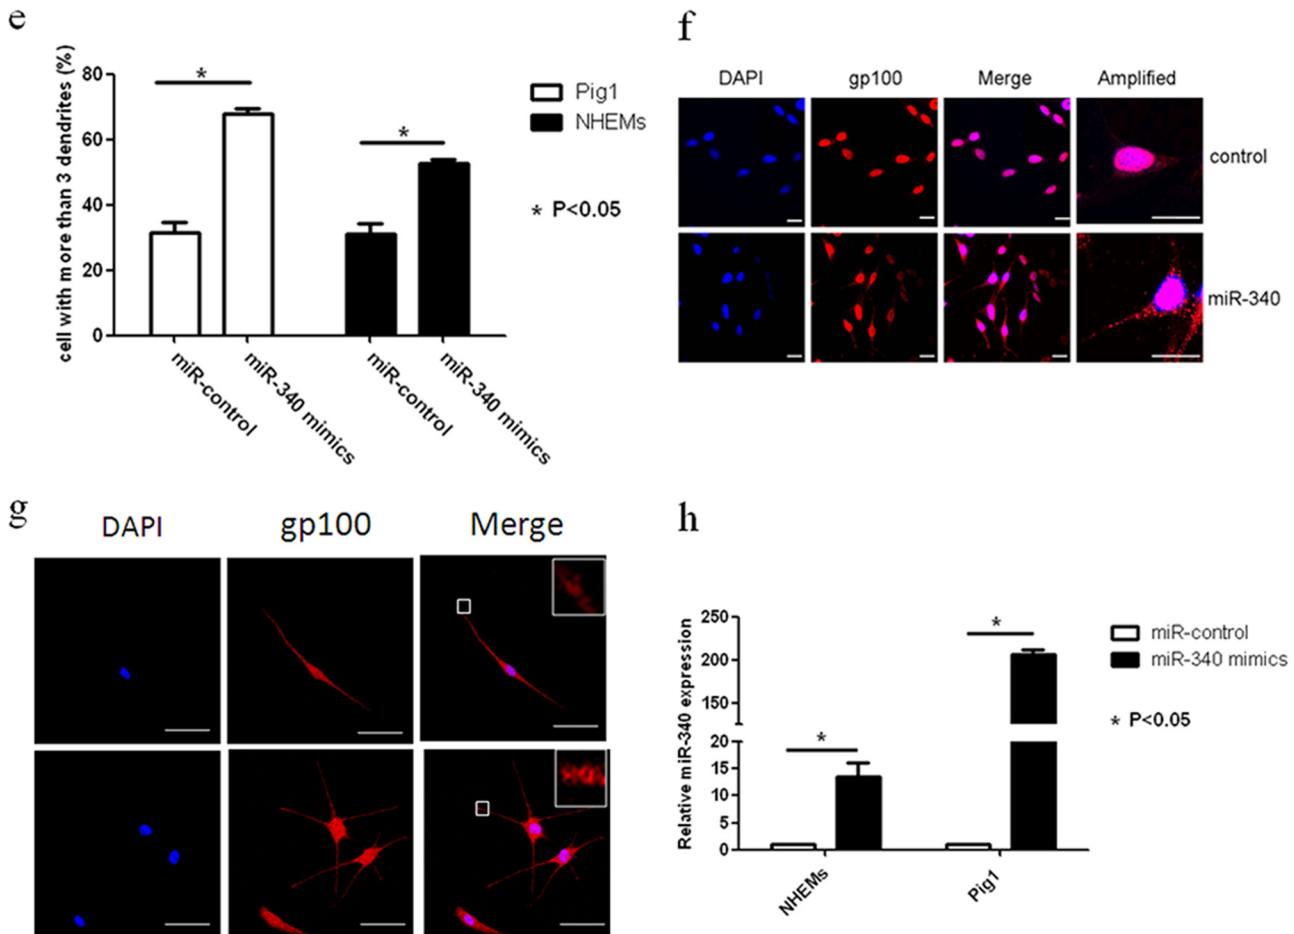 e
cell with more than 3 dendrites (%)
80
60
40
20
0
*
*
miR-control
miR-340 mimics
miR-control
miR-340 mimics
Pig1
NHEMs
* P<0.05
f
DAPI gp100 Merge Amplified
control
miR-340
g
DAPI gp100 Merge
h
Relative miR-340 expression
250
200
150
20
15
10
5
0
*
*
NHEMs
Pig1
miR-control
miR-340 mimics
* P<0.05